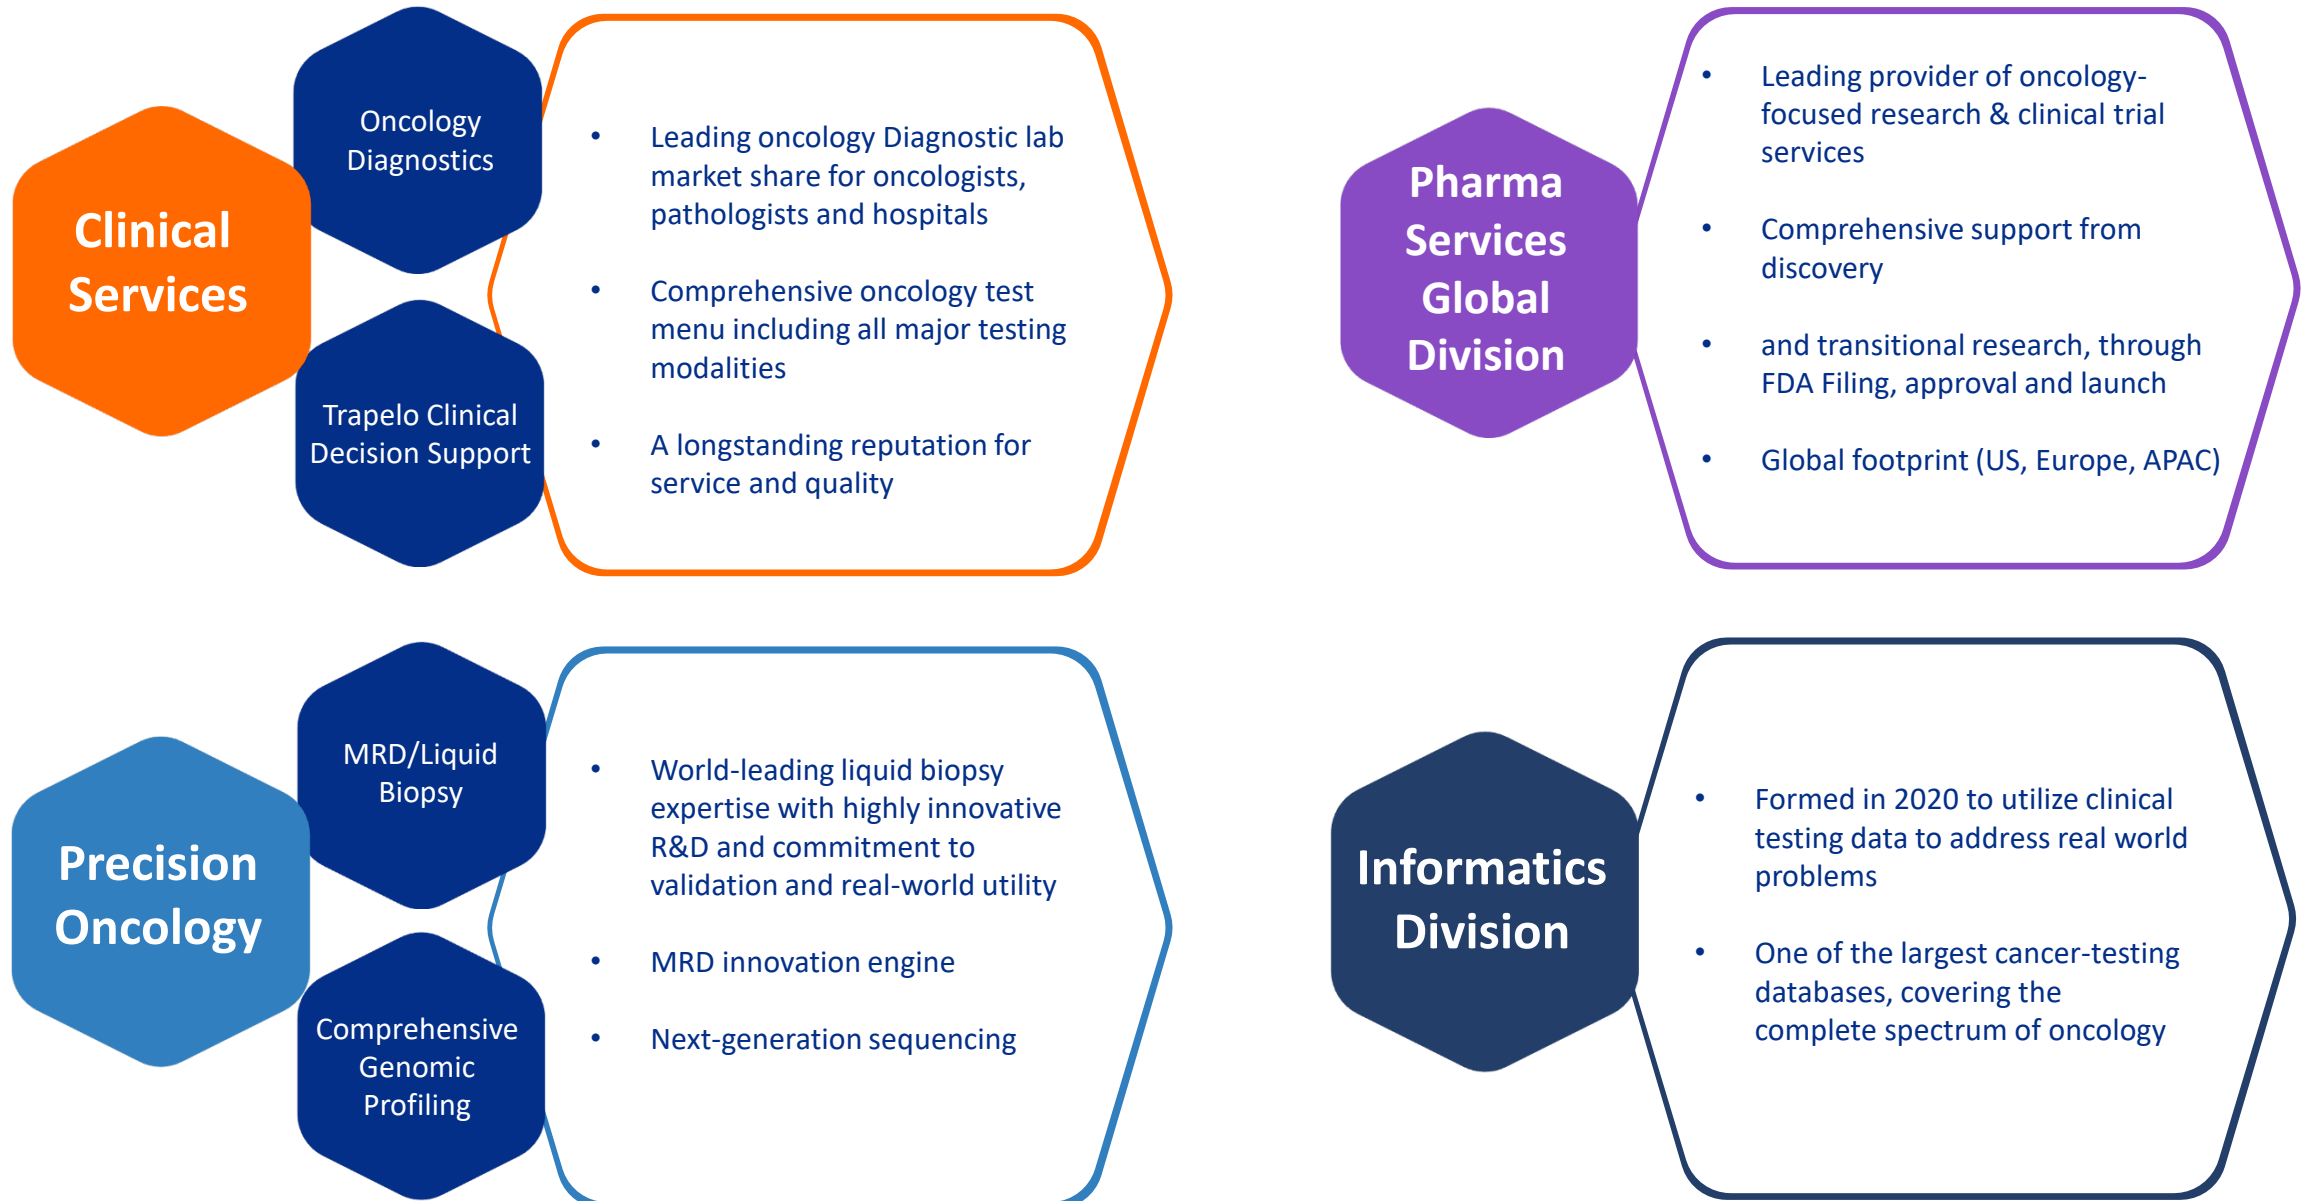 Clinical
Services
Oncology
Diagnostics
Trapelo Clinical
Decision Support
• Leading oncology Diagnostic lab
market share for oncologists,
pathologists and hospitals
• Comprehensive oncology test
menu including all major testing
modalities
• A longstanding reputation for
service and quality
Pharma
Services
Global
Division
• Leading provider of oncology-
focused research & clinical trial
services
• Comprehensive support from
discovery
• and transitional research, through
FDA Filing, approval and launch
• Global footprint (US, Europe, APAC)
Precision
Oncology
MRD/Liquid
Biopsy
Comprehensive
Genomic
Profiling
• World-leading liquid biopsy
expertise with highly innovative
R&D and commitment to
validation and real-world utility
• MRD innovation engine
• Next-generation sequencing
Informatics
Division
• Formed in 2020 to utilize clinical
testing data to address real world
problems
• One of the largest cancer-testing
databases, covering the
complete spectrum of oncology